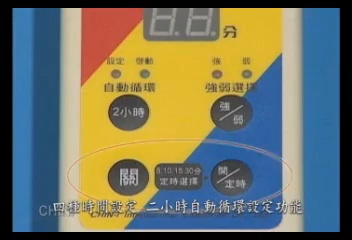 分
設定 發動 強 弱
自動循環 強弱選擇
2小時 強/弱
關 5.10.15.30分 開/定時
定時選擇
四種時間設定 二小時自動循環設定功能